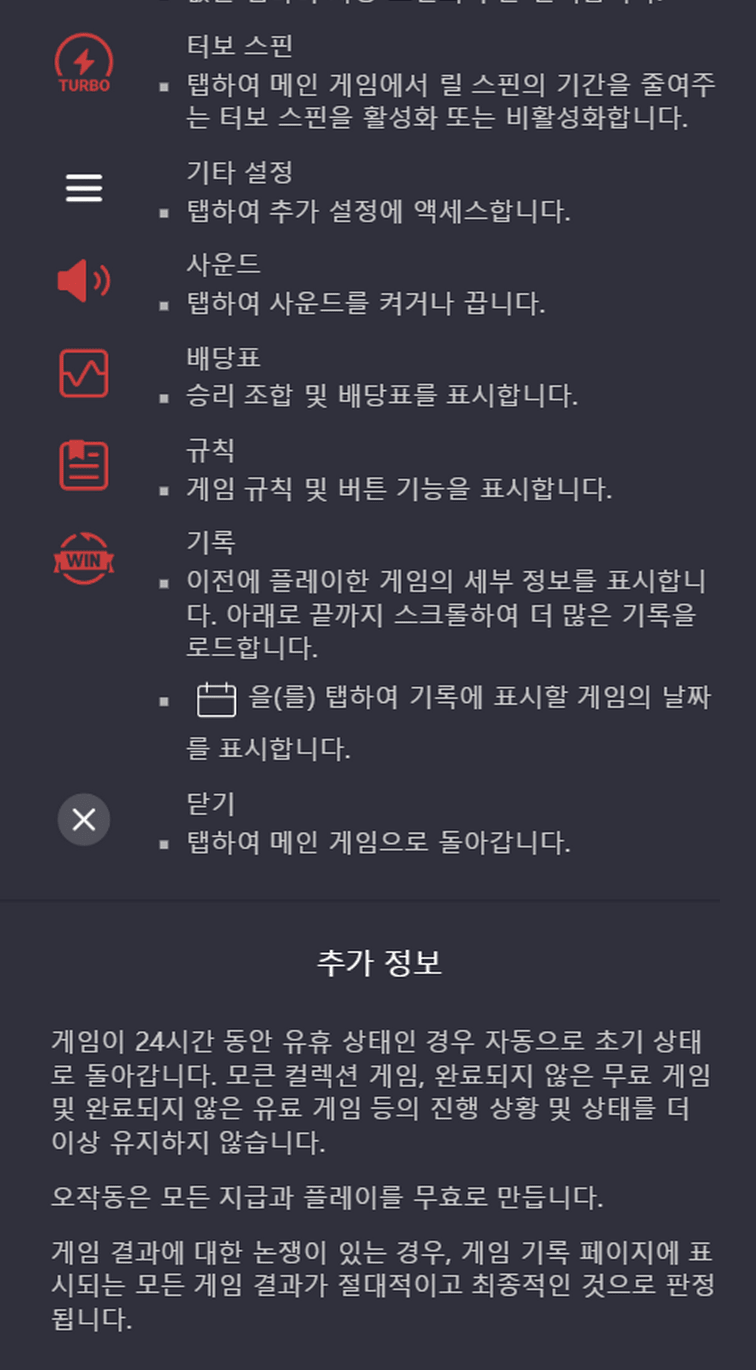 터보 스핀
TURBO
▪ 탭하여 메인 게임에서 릴 스핀의 기간을 줄여주
는 터보 스핀을 활성화 또는 비활성화합니다.
기타 설정
▪ 탭하여 추가 설정에 액세스합니다.
사운드
▪ 탭하여 사운드를 켜거나 끕니다.
배당표
▪ 승리 조합 및 배당표를 표시합니다.
규칙
▪ 게임 규칙 및 버튼 기능을 표시합니다.
기록
WIN
▪ 이전에 플레이한 게임의 세부 정보를 표시합니
다. 아래로 끝까지 스크롤하여 더 많은 기록을
로드합니다.
▪ 을(를) 탭하여 기록에 표시할 게임의 날짜
를 표시합니다.
닫기
▪ 탭하여 메인 게임으로 돌아갑니다.
추가 정보
게임이 24시간 동안 유휴 상태인 경우 자동으로 초기 상태
로 돌아갑니다. 모큰 컬렉션 게임, 완료되지 않은 무료 게임
및 완료되지 않은 유료 게임 등의 진행 상황 및 상태를 더
이상 유지하지 않습니다.
오작동은 모든 지급과 플레이를 무효로 만듭니다.
게임 결과에 대한 논쟁이 있는 경우, 게임 기록 페이지에 표
시되는 모든 게임 결과가 절대적이고 최종적인 것으로 판정
됩니다.